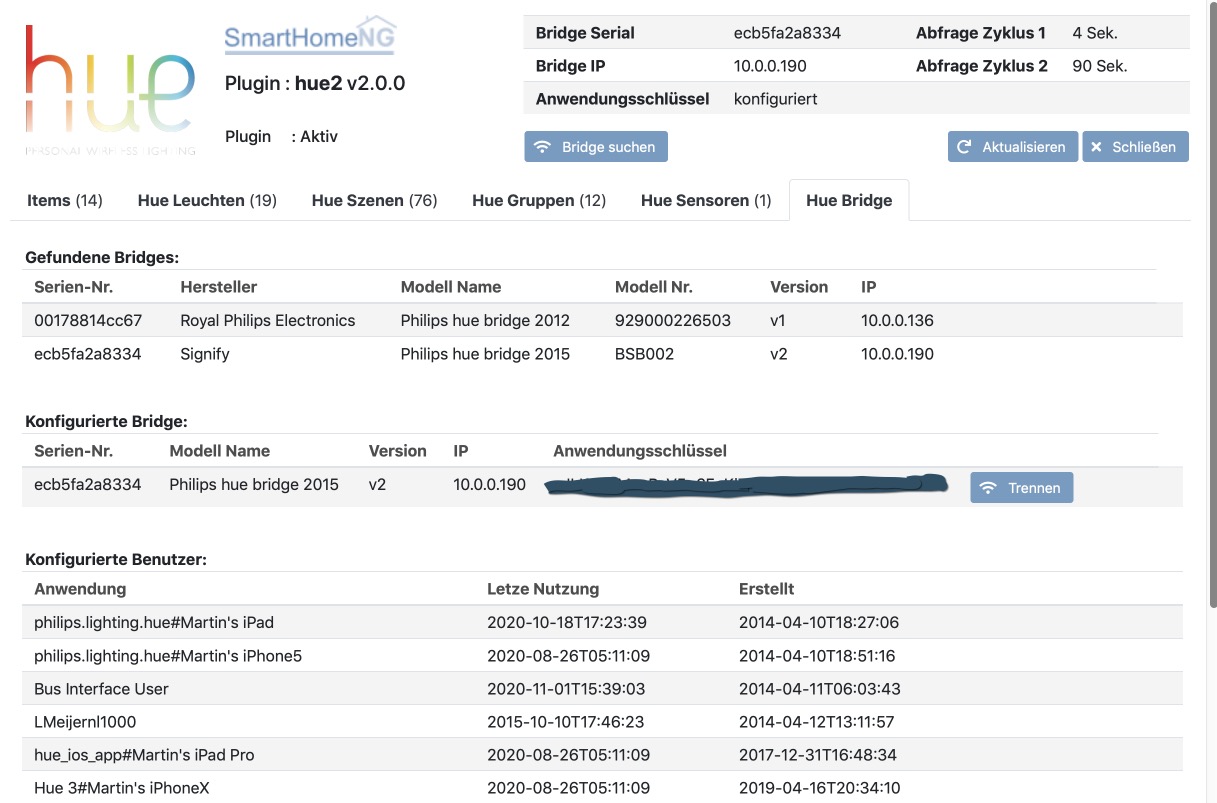 hue
PERSONAL WIRELESS LIGHTING
SmartHomeNG
Plugin : hue2 v2.0.0
Plugin : Aktiv
Bridge Serial ecb5fa2a8334 Abfrage Zyklus 1 4 Sek.
Bridge IP 10.0.0.190 Abfrage Zyklus 2 90 Sek.
Anwendungsschlüssel konfiguriert
Bridge suchen Aktualisieren Schließen
Items (14) Hue Leuchten (19) Hue Szenen (76) Hue Gruppen (12) Hue Sensoren (1) Hue Bridge
Gefundene Bridges:
Serien-Nr. Hersteller Modell Name Modell Nr. Version IP
00178814cc67 Royal Philips Electronics Philips hue bridge 2012 929000226503 v1 10.0.0.136
ecb5fa2a8334 Signify Philips hue bridge 2015 BSB002 v2 10.0.0.190
Konfigurierte Bridge:
Serien-Nr. Modell Name Version IP Anwendungsschlüssel
ecb5fa2a8334 Philips hue bridge 2015 v2 10.0.0.190 Trennen
Konfigurierte Benutzer:
Anwendung Letze Nutzung Erstellt
philips.lighting.hue#Martin's iPad 2020-10-18T17:23:39 2014-04-10T18:27:06
philips.lighting.hue#Martin's iPhone5 2020-08-26T05:11:09 2014-04-10T18:51:16
Bus Interface User 2020-11-01T15:39:03 2014-04-11T06:03:43
LMeijernl1000 2015-10-10T17:46:23 2014-04-12T13:11:57
hue_ios_app#Martin's iPad Pro 2020-08-26T05:11:09 2017-12-31T16:48:34
Hue 3#Martin's iPhoneX 2020-08-26T05:11:09 2019-04-16T20:34:10